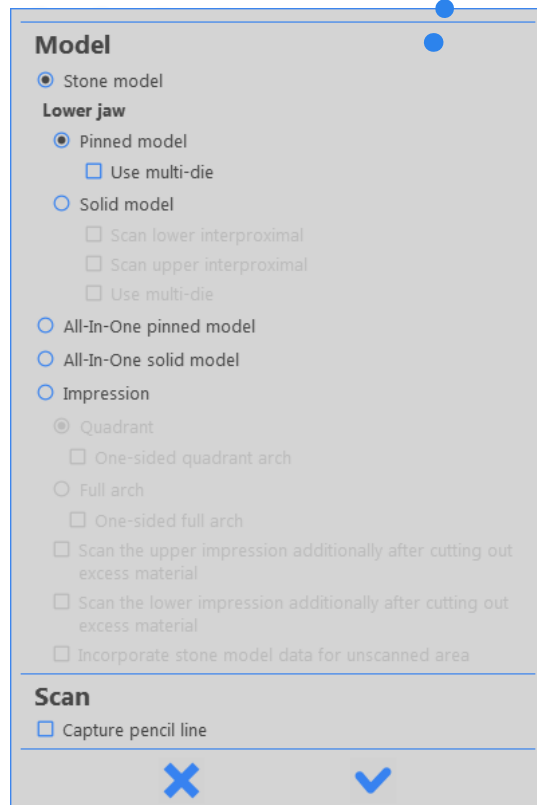 Model
Stone model
Lower jaw
Pinned model
Use multi-die
Solid model
Scan lower interproximal
Scan upper interproximal
Use multi-die
All-In-One pinned model
All-In-One solid model
Impression
Quadrant
One-sided quadrant arch
Full arch
One-sided full arch
Scan the upper impression additionally after cutting out
excess material
Scan the lower impression additionally after cutting out
excess material
Incorporate stone model data for unscanned area
Scan
Capture pencil line